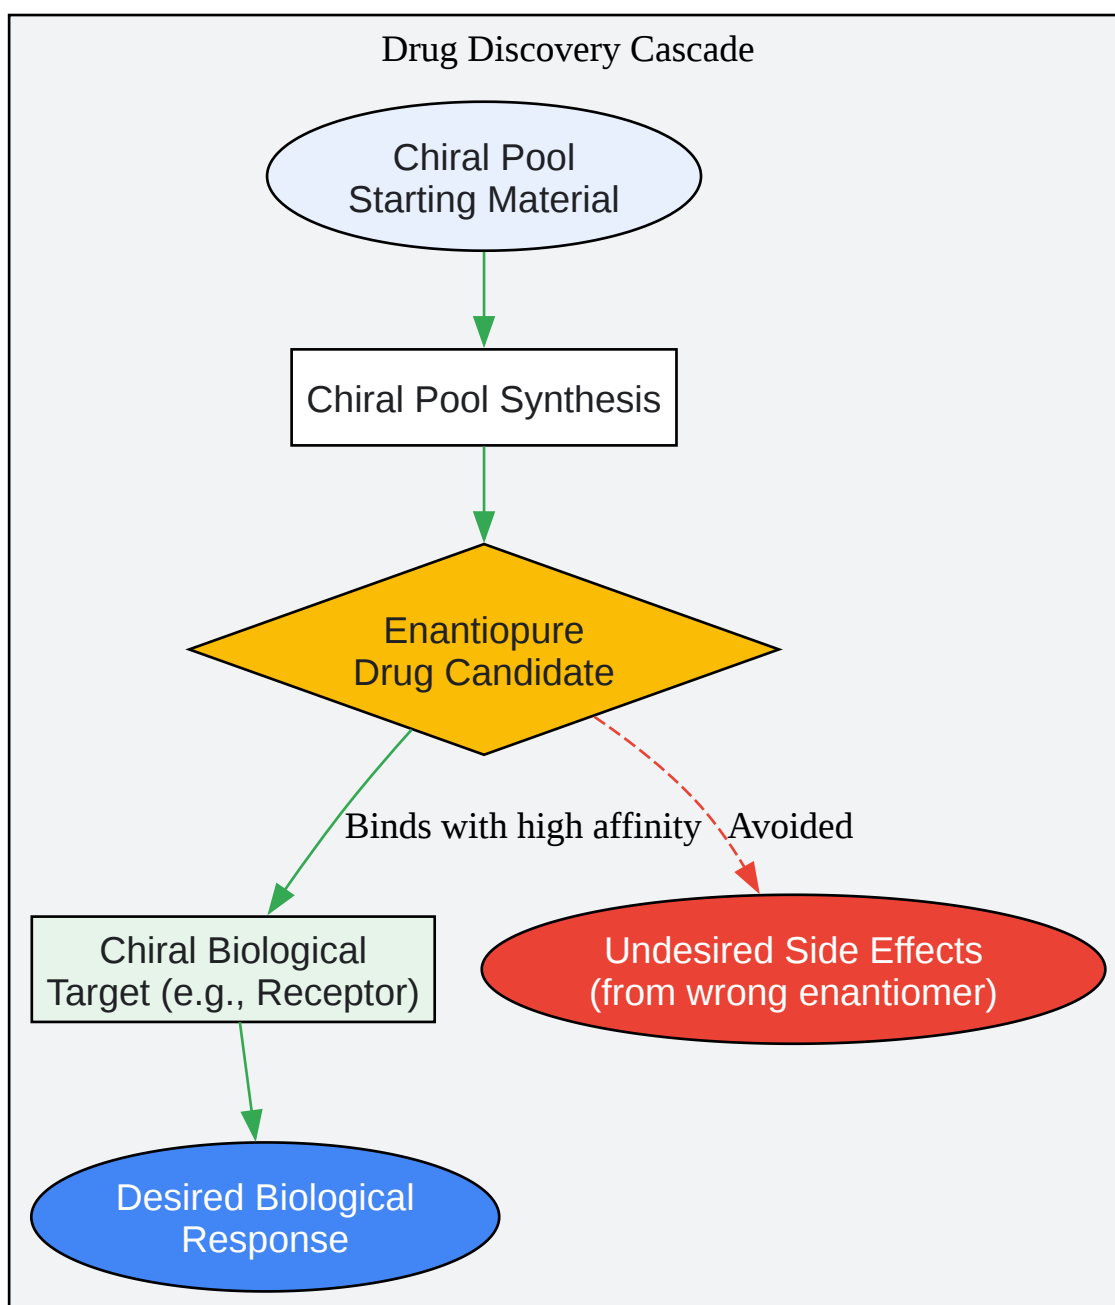 Drug Discovery Cascade
Chiral Pool
Starting Material
Chiral Pool Synthesis
Enantiopure
Drug Candidate
Binds with high affinity
Avoided
Chiral Biological
Target (e.g., Receptor)
Undesired Side Effects
(from wrong enantiomer)
Desired Biological
Response